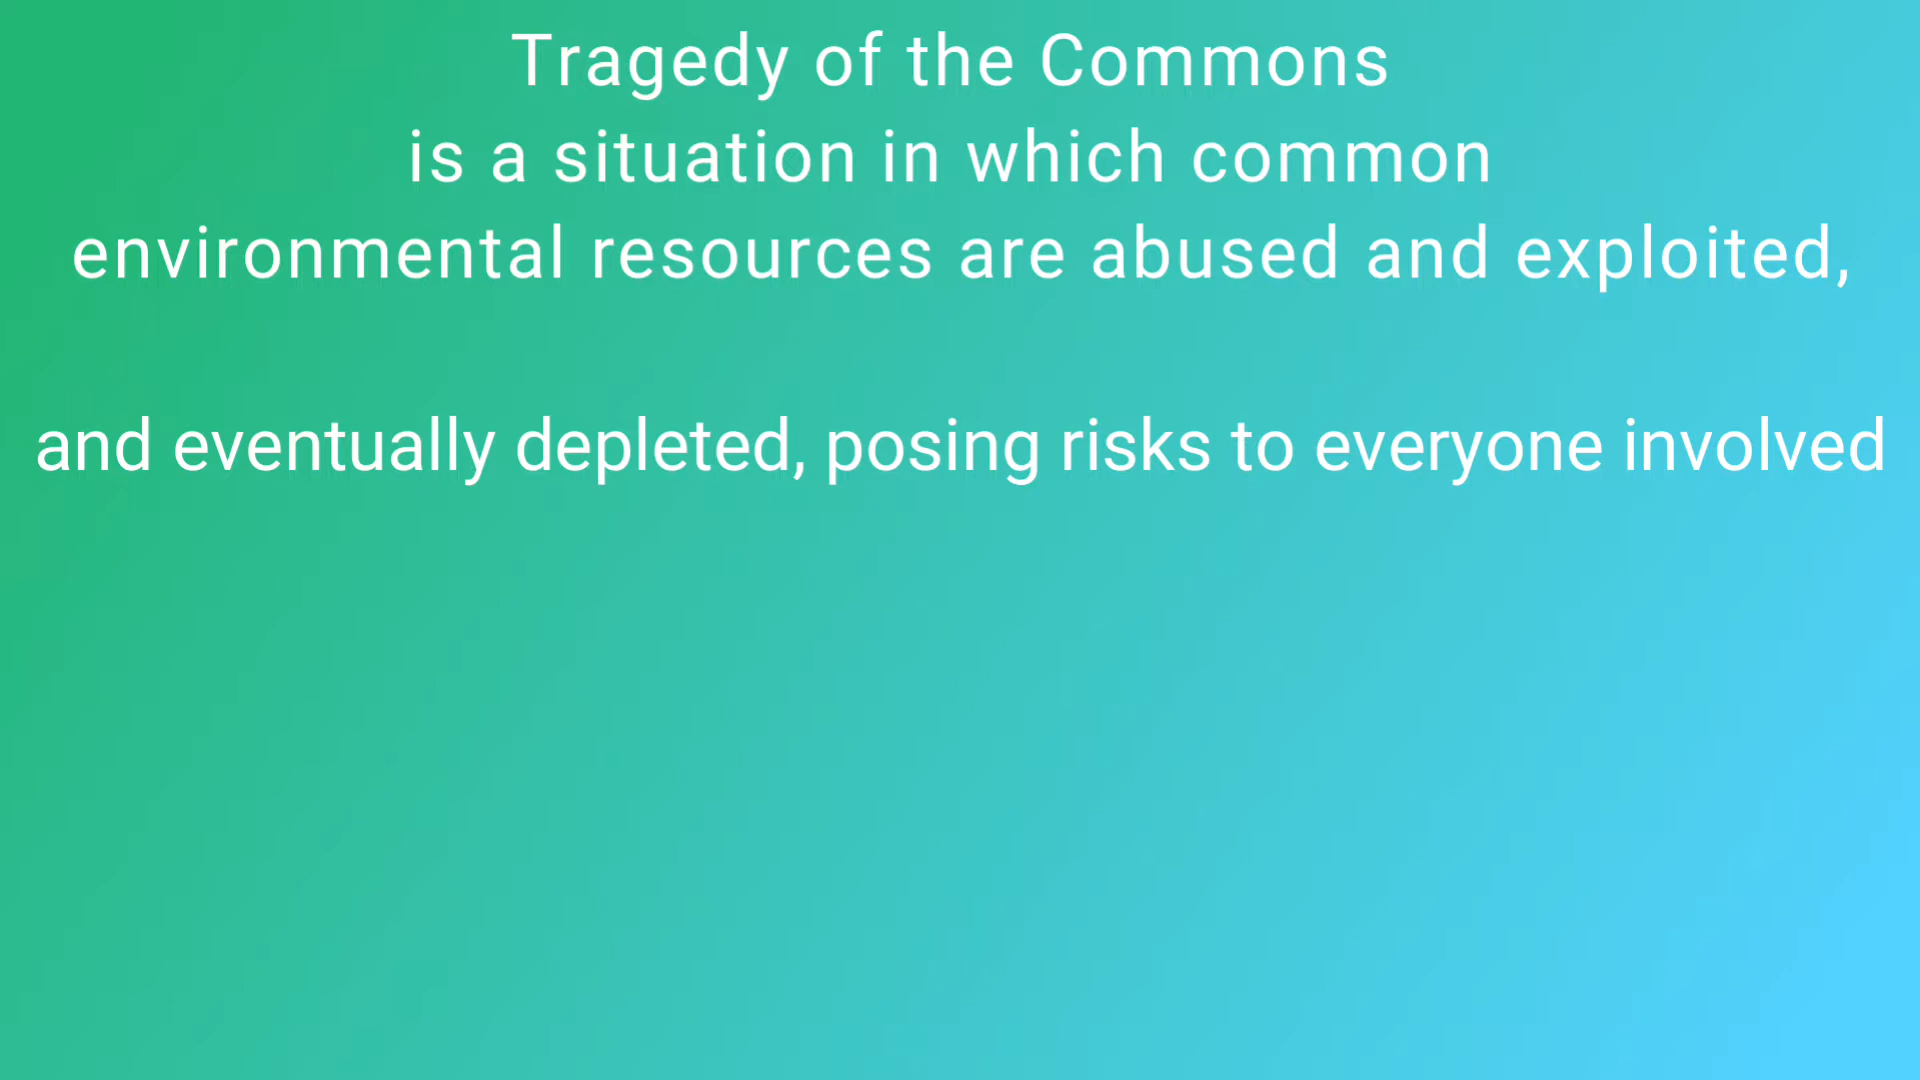 Tragedy of the Commons
is a situation in which common
environmental resources are abused and exploited,
and eventually depleted, posing risks to everyone involved